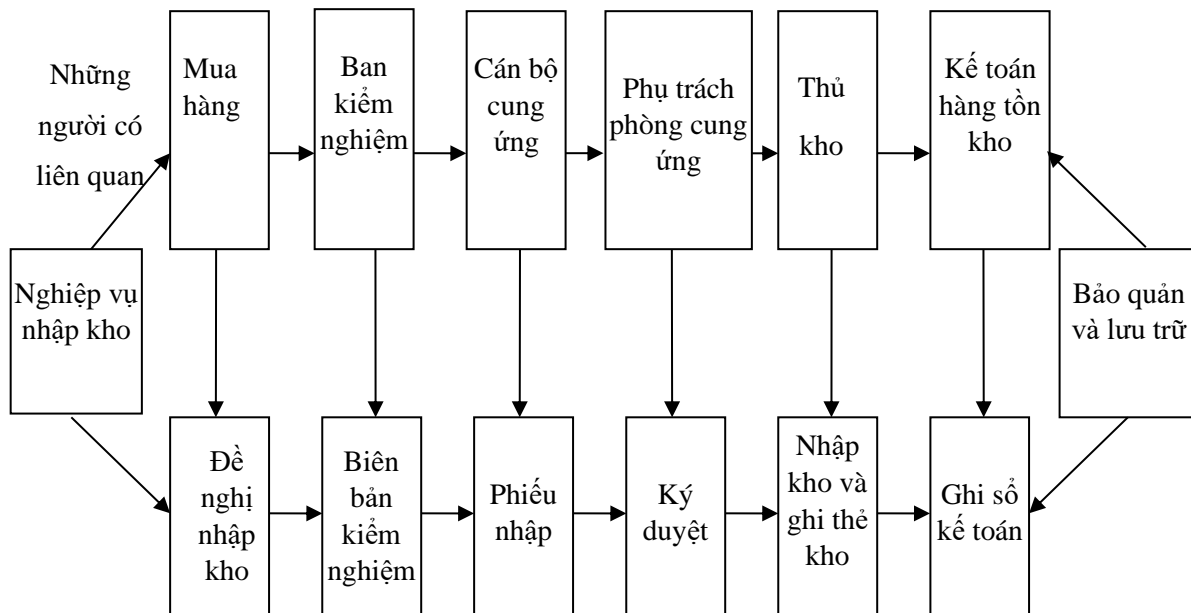 Những
người có
liên quan
Mua
hàng
Ban
kiểm
nghiệm
Cán bộ
cung
ứng
Phụ trách
phòng cung
ứng
Thủ
kho
Kế toán
hàng tồn
kho
Nghiệp vụ
nhập kho
Bảo quản
và lưu trữ
Đề
nghị
nhập
kho
Biên
bản
kiểm
nghiệm
Phiếu
nhập
Ký
duyệt
Nhập
kho và
ghi thẻ
kho
Ghi sổ
kế toán